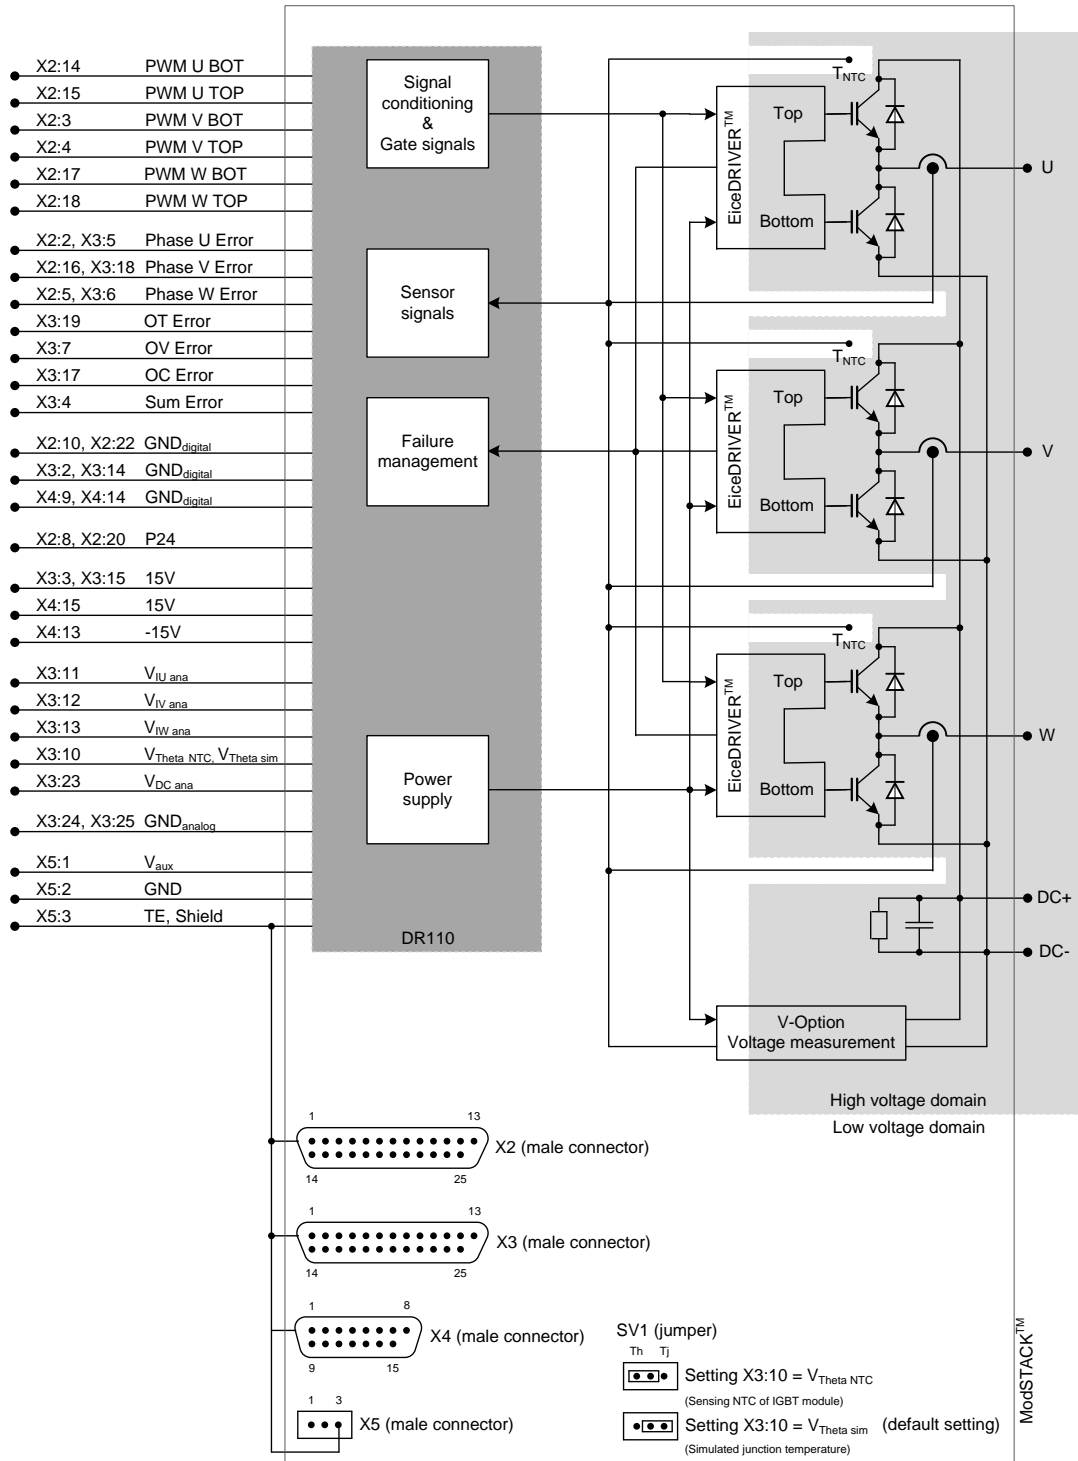 X2:14 PWM U BOT
X2:15 PWM U TOP
X2:3 PWM V BOT
X2:4 PWM V TOP
X2:17 PWM W BOT
X2:18 PWM W TOP
X2:2, X3:5 Phase U Error
X2:16, X3:18 Phase V Error
X2:5, X3:6 Phase W Error
X3:19 OT Error
X3:7 OV Error
X3:17 OC Error
X3:4 Sum Error
X2:10, X2:22 GNDdigital
X3:2, X3:14 GNDdigital
X4:9, X4:14 GNDdigital
X2:8, X2:20 P24
X3:3, X3:15 15V
X4:15 15V
X4:13 -15V
X3:11 VIU ana
X3:12 VIV ana
X3:13 VIW ana
X3:10 VTheta NTC, VTheta sim
X3:23 VDC ana
X3:24, X3:25 GNDanalog
X5:1 Vaux
X5:2 GND
X5:3 TE, Shield
Signal
conditioning
&
Gate signals
Sensor
signals
Failure
management
Power
supply
DR110
TNTC
EiceDRIVER™
Top
Bottom
U
TNTC
EiceDRIVER™
Top
Bottom
V
TNTC
EiceDRIVER™
Top
Bottom
W
DC+
DC-
V-Option
Voltage measurement
High voltage domain
Low voltage domain
1 13
X2 (male connector)
14 25
1 13
X3 (male connector)
14 25
1 8
X4 (male connector)
9 15
1 3
X5 (male connector)
SV1 (jumper)
Th Tj
Setting X3:10 = VTheta NTC
(Sensing NTC of IGBT module)
Setting X3:10 = VTheta sim (default setting)
(Simulated junction temperature)
ModSTACK™